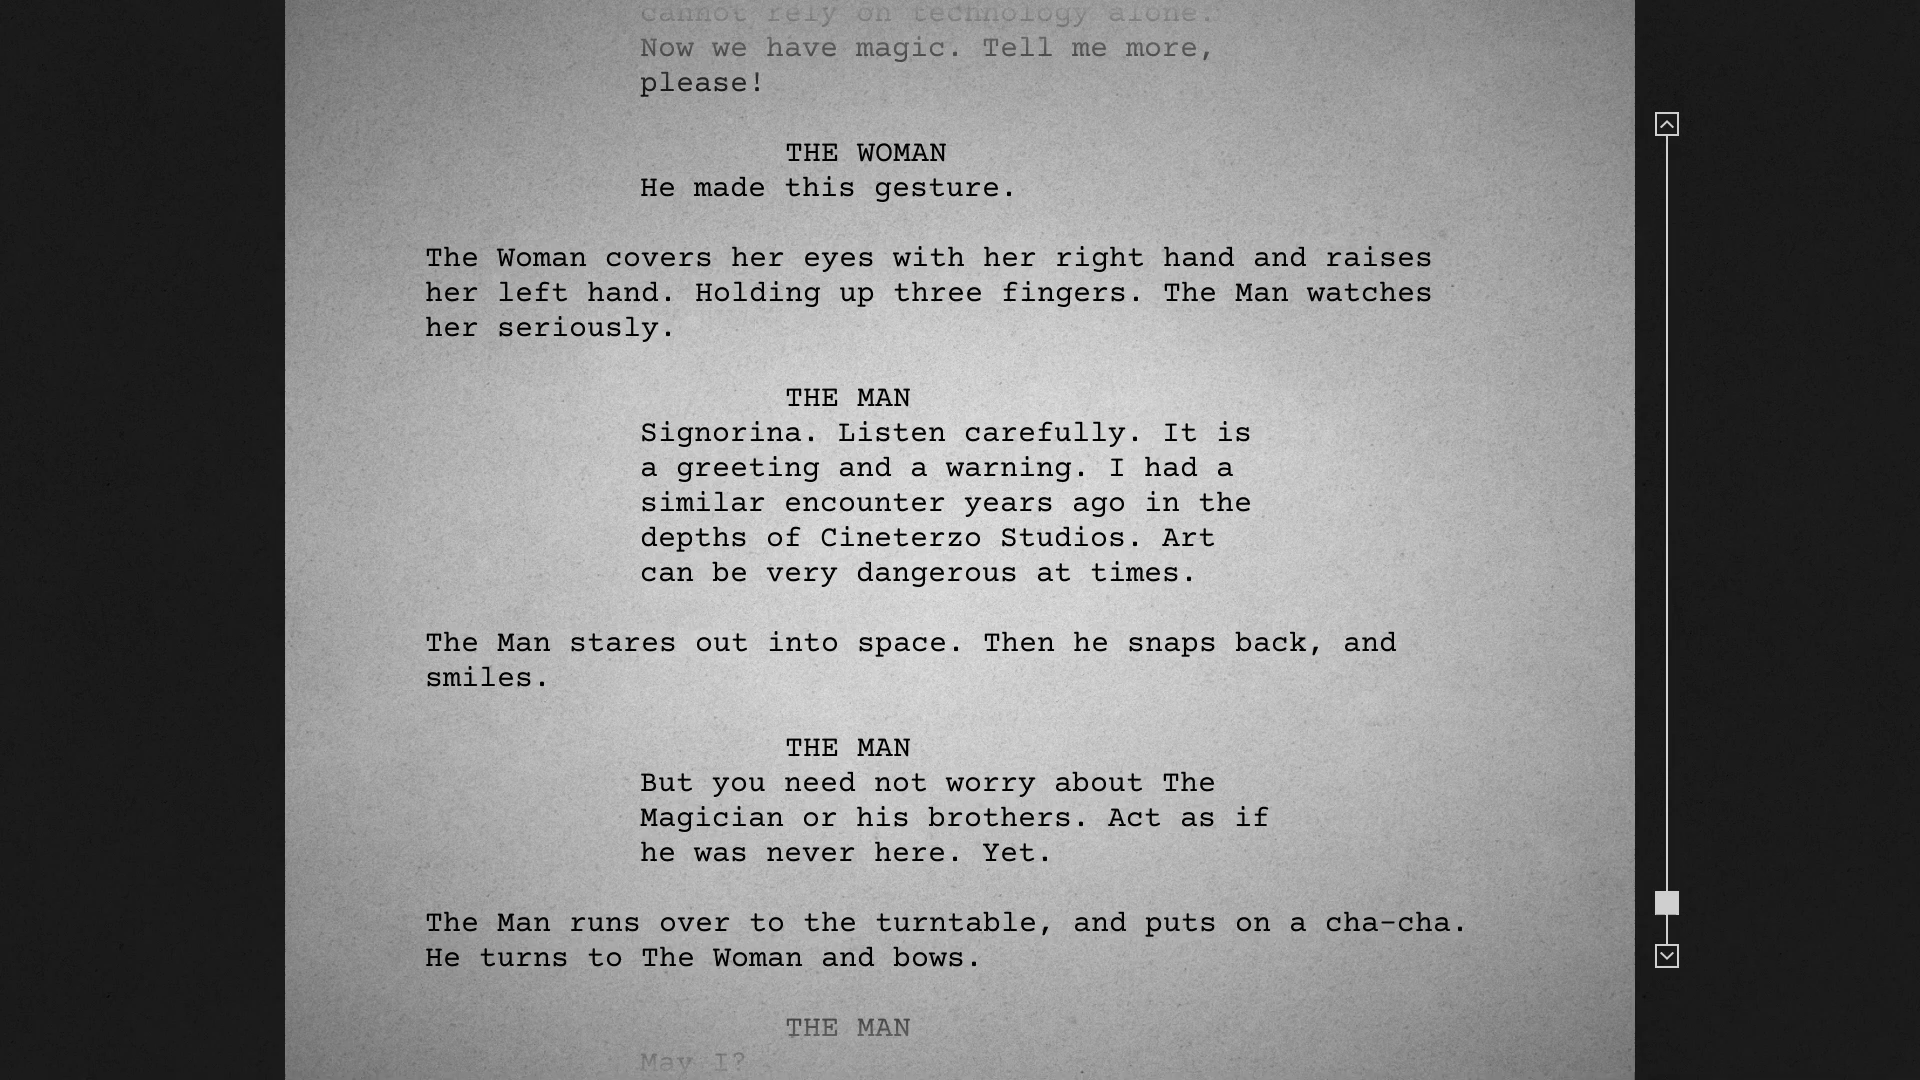 cannot rely on technology alone.
Now we have magic. Tell me more,
please!
THE WOMAN
He made this gesture.
The Woman covers her eyes with her right hand and raises
her left hand. Holding up three fingers. The Man watches
her seriously.
THE MAN
Signorina. Listen carefully. It is
a greeting and a warning. I had a
similar encounter years ago in the
depths of Cineterzo Studios. Art
can be very dangerous at times.
The Man stares out into space. Then he snaps back, and
smiles.
THE MAN
But you need not worry about The
Magician or his brothers. Act as if
he was never here. Yet.
The Man runs over to the turntable, and puts on a cha-cha.
He turns to The Woman and bows.
THE MAN
May I?